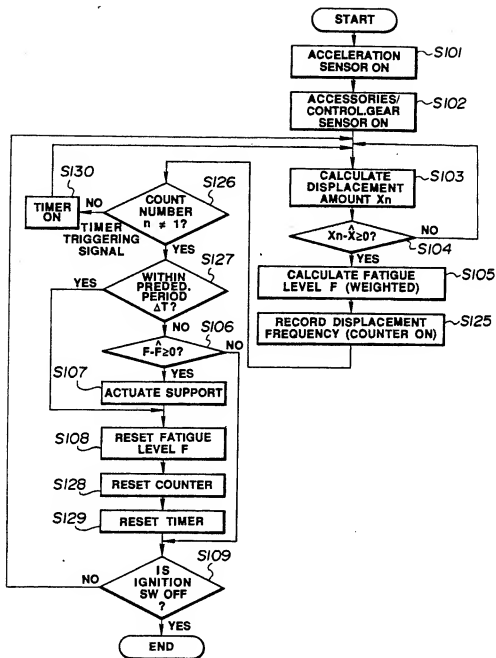 START
ACCELERATION
SENSOR ON
S101
ACCESSORIES/
CONTROL.GEAR
SENSOR ON
S102
CALCULATE
DISPLACEMENT
AMOUNT Xn
S103
Xn-X̂≥0?
NO
S104
YES
CALCULATE FATIGUE
LEVEL F (WEIGHTED)
S105
RECORD DISPLACEMENT
FREQUENCY (COUNTER ON)
S125
S130
TIMER
ON
NO
TIMER
TRIGGERING
SIGNAL
COUNT
NUMBER
n ≠ 1?
S126
YES
S127
YES
WITHIN
PREDED.
PERIOD
ΔT?
NO
S106
F-F̂≥0?
NO
S107
YES
ACTUATE SUPPORT
S108
RESET FATIGUE
LEVEL F
S128
RESET COUNTER
S129
RESET TIMER
S109
NO
IS
IGNITION
SW OFF
?
YES
END